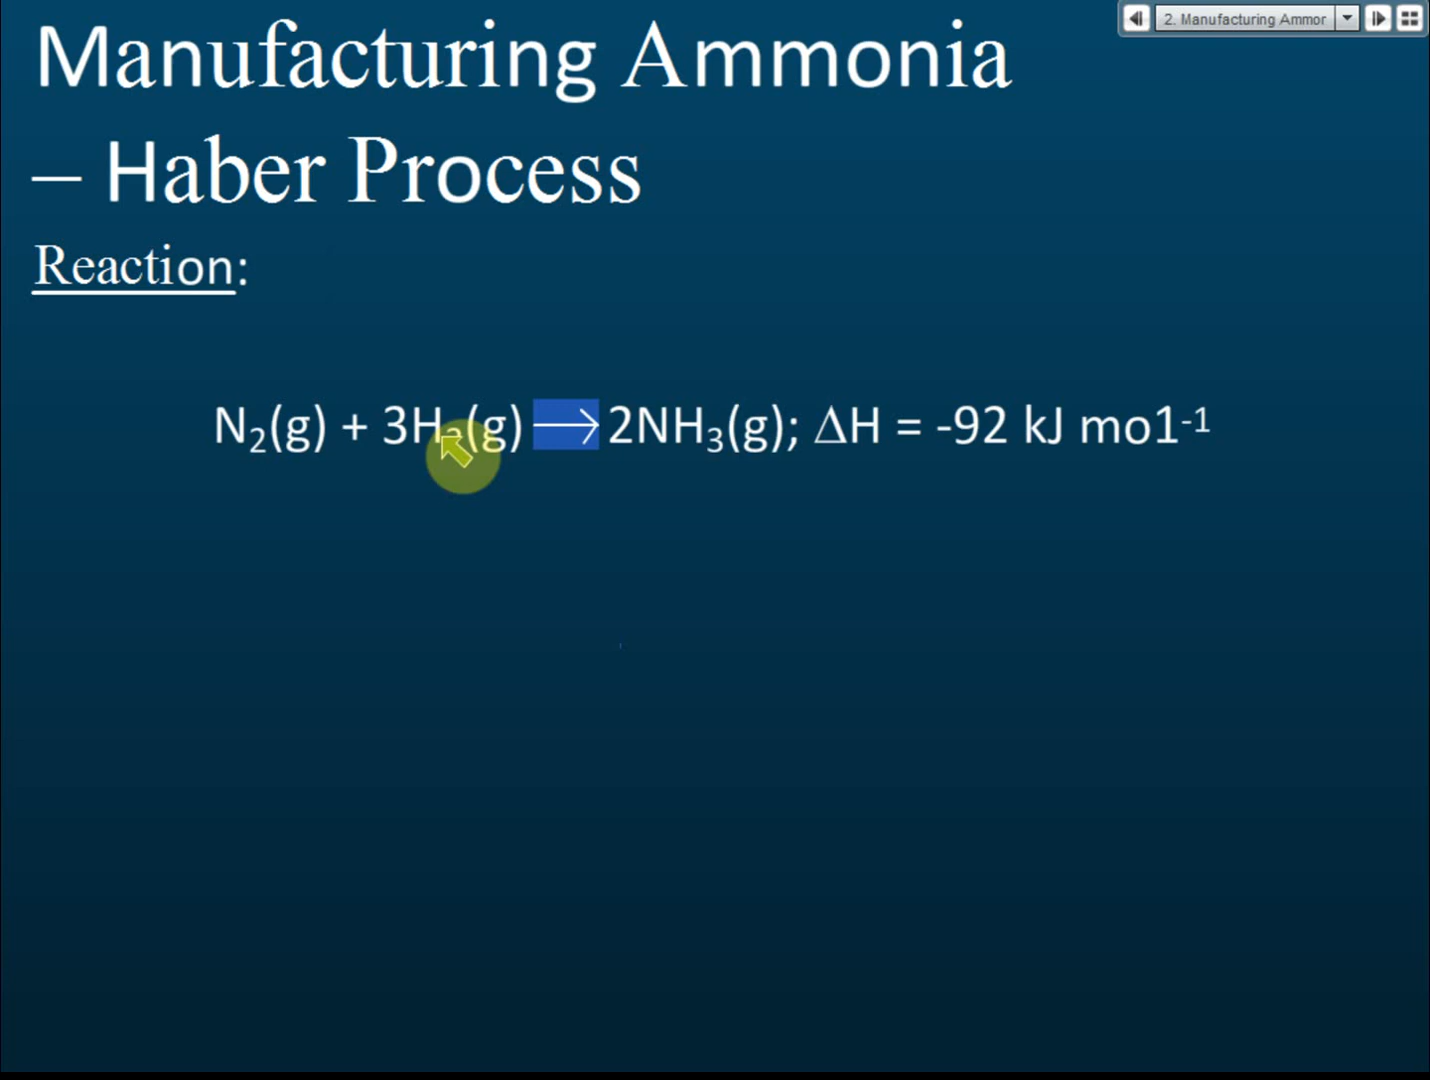 2. Manufacturing Ammor
Manufacturing Ammonia
– Haber Process
Reaction:
N₂(g) + 3H₂(g) → 2NH₃(g); ΔH = -92 kJ mo1⁻¹